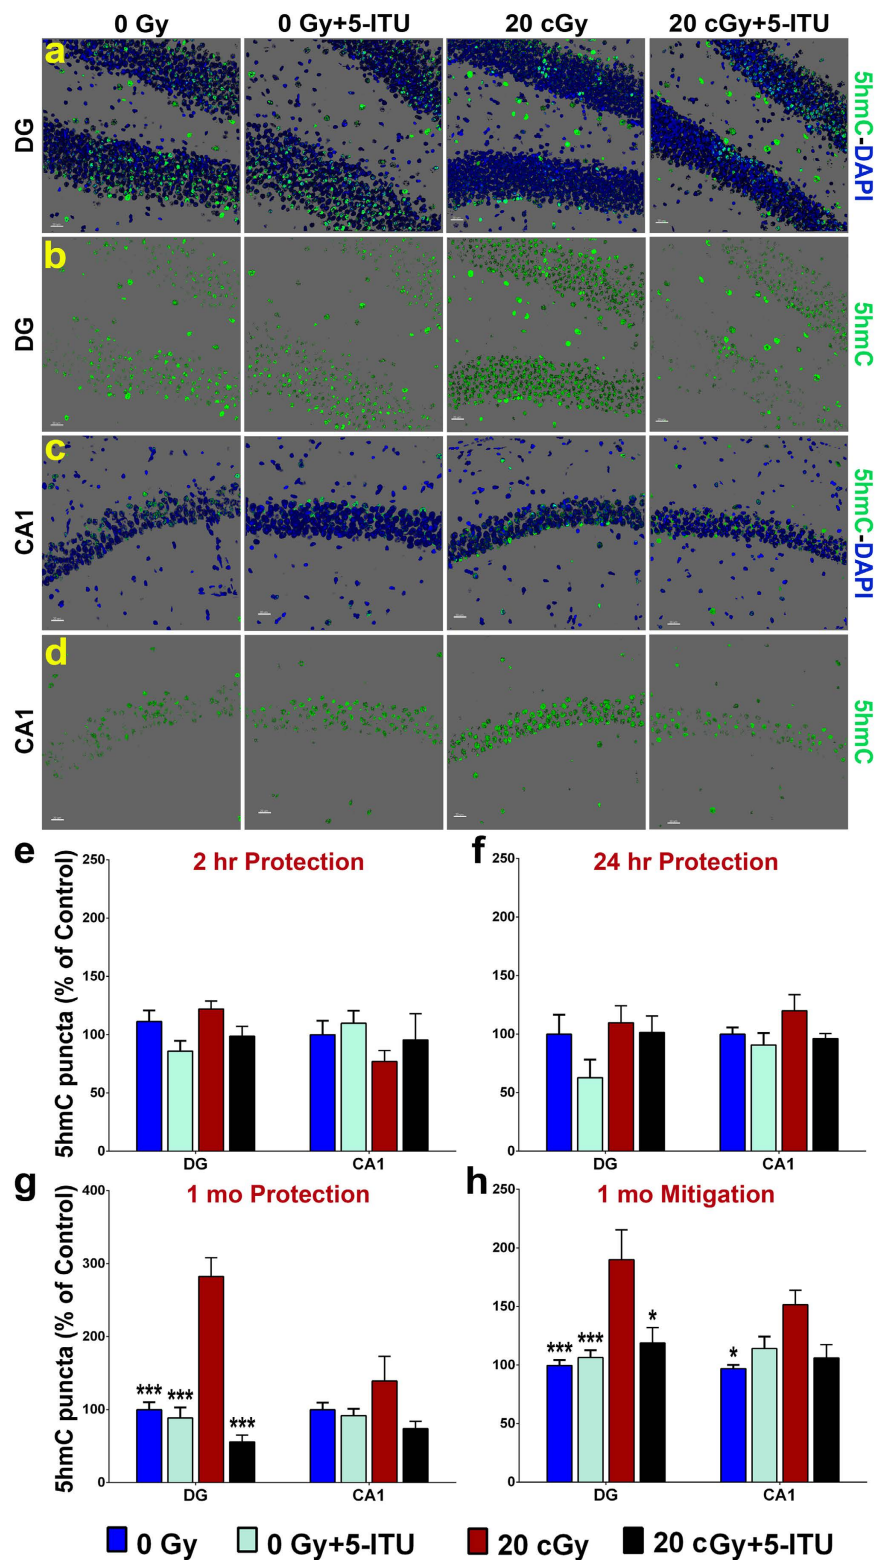 0 Gy 0 Gy+5-ITU 20 cGy 20 cGy+5-ITU
a
DG
5hmC-DAPI
b
DG
5hmC
c
CA1
5hmC-DAPI
d
CA1
5hmC
e
2 hr Protection
5hmC puncta (% of Control)
250
200
150
100
50
0
DG CA1
f
24 hr Protection
250
200
150
100
50
0
DG CA1
g
1 mo Protection
5hmC puncta (% of Control)
400
300
200
100
0
*** *** ***
DG CA1
h
1 mo Mitigation
250
200
150
100
50
0
*** *** * *
DG CA1
0 Gy 0 Gy+5-ITU 20 cGy 20 cGy+5-ITU